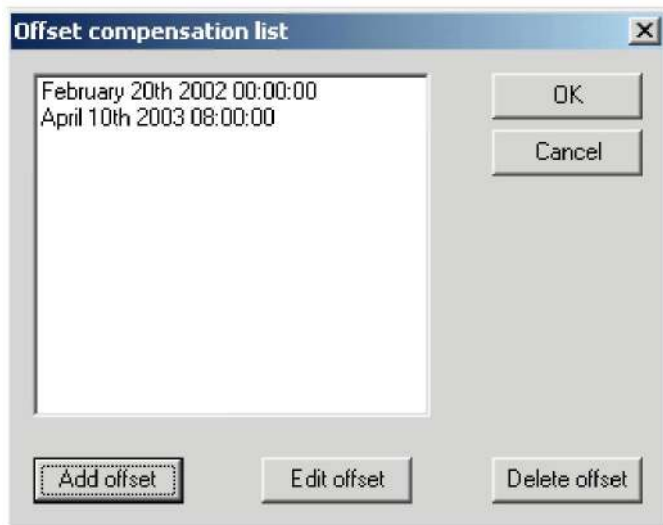 Offset compensation list
February 20th 2002 00:00:00
April 10th 2003 08:00:00
OK
Cancel
Add offset
Edit offset
Delete offset